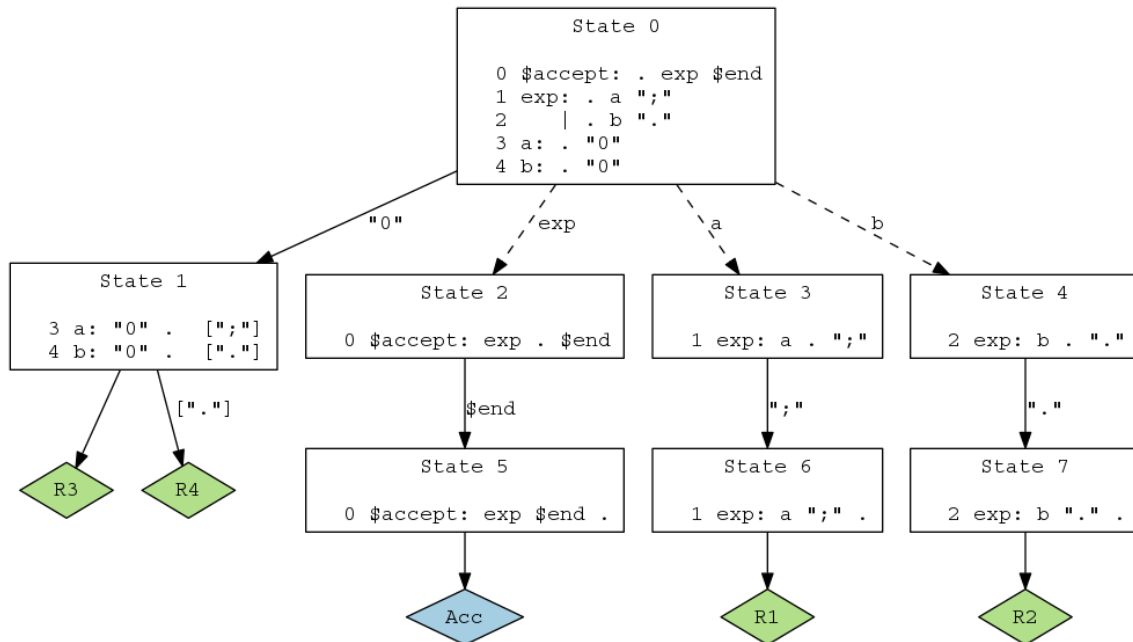 State 0
0 $accept: . exp $end
1 exp: . a ";"
2    | . b "."
3 a: . "0"
4 b: . "0"
"0"
exp
a
b
State 1
3 a: "0" .  [";"]
4 b: "0" .  ["."]
State 2
0 $accept: exp . $end
State 3
1 exp: a . ";"
State 4
2 exp: b . "."
["."]
$end
";"
"."
R3
R4
State 5
0 $accept: exp $end .
State 6
1 exp: a ";" .
State 7
2 exp: b "." .
Acc
R1
R2